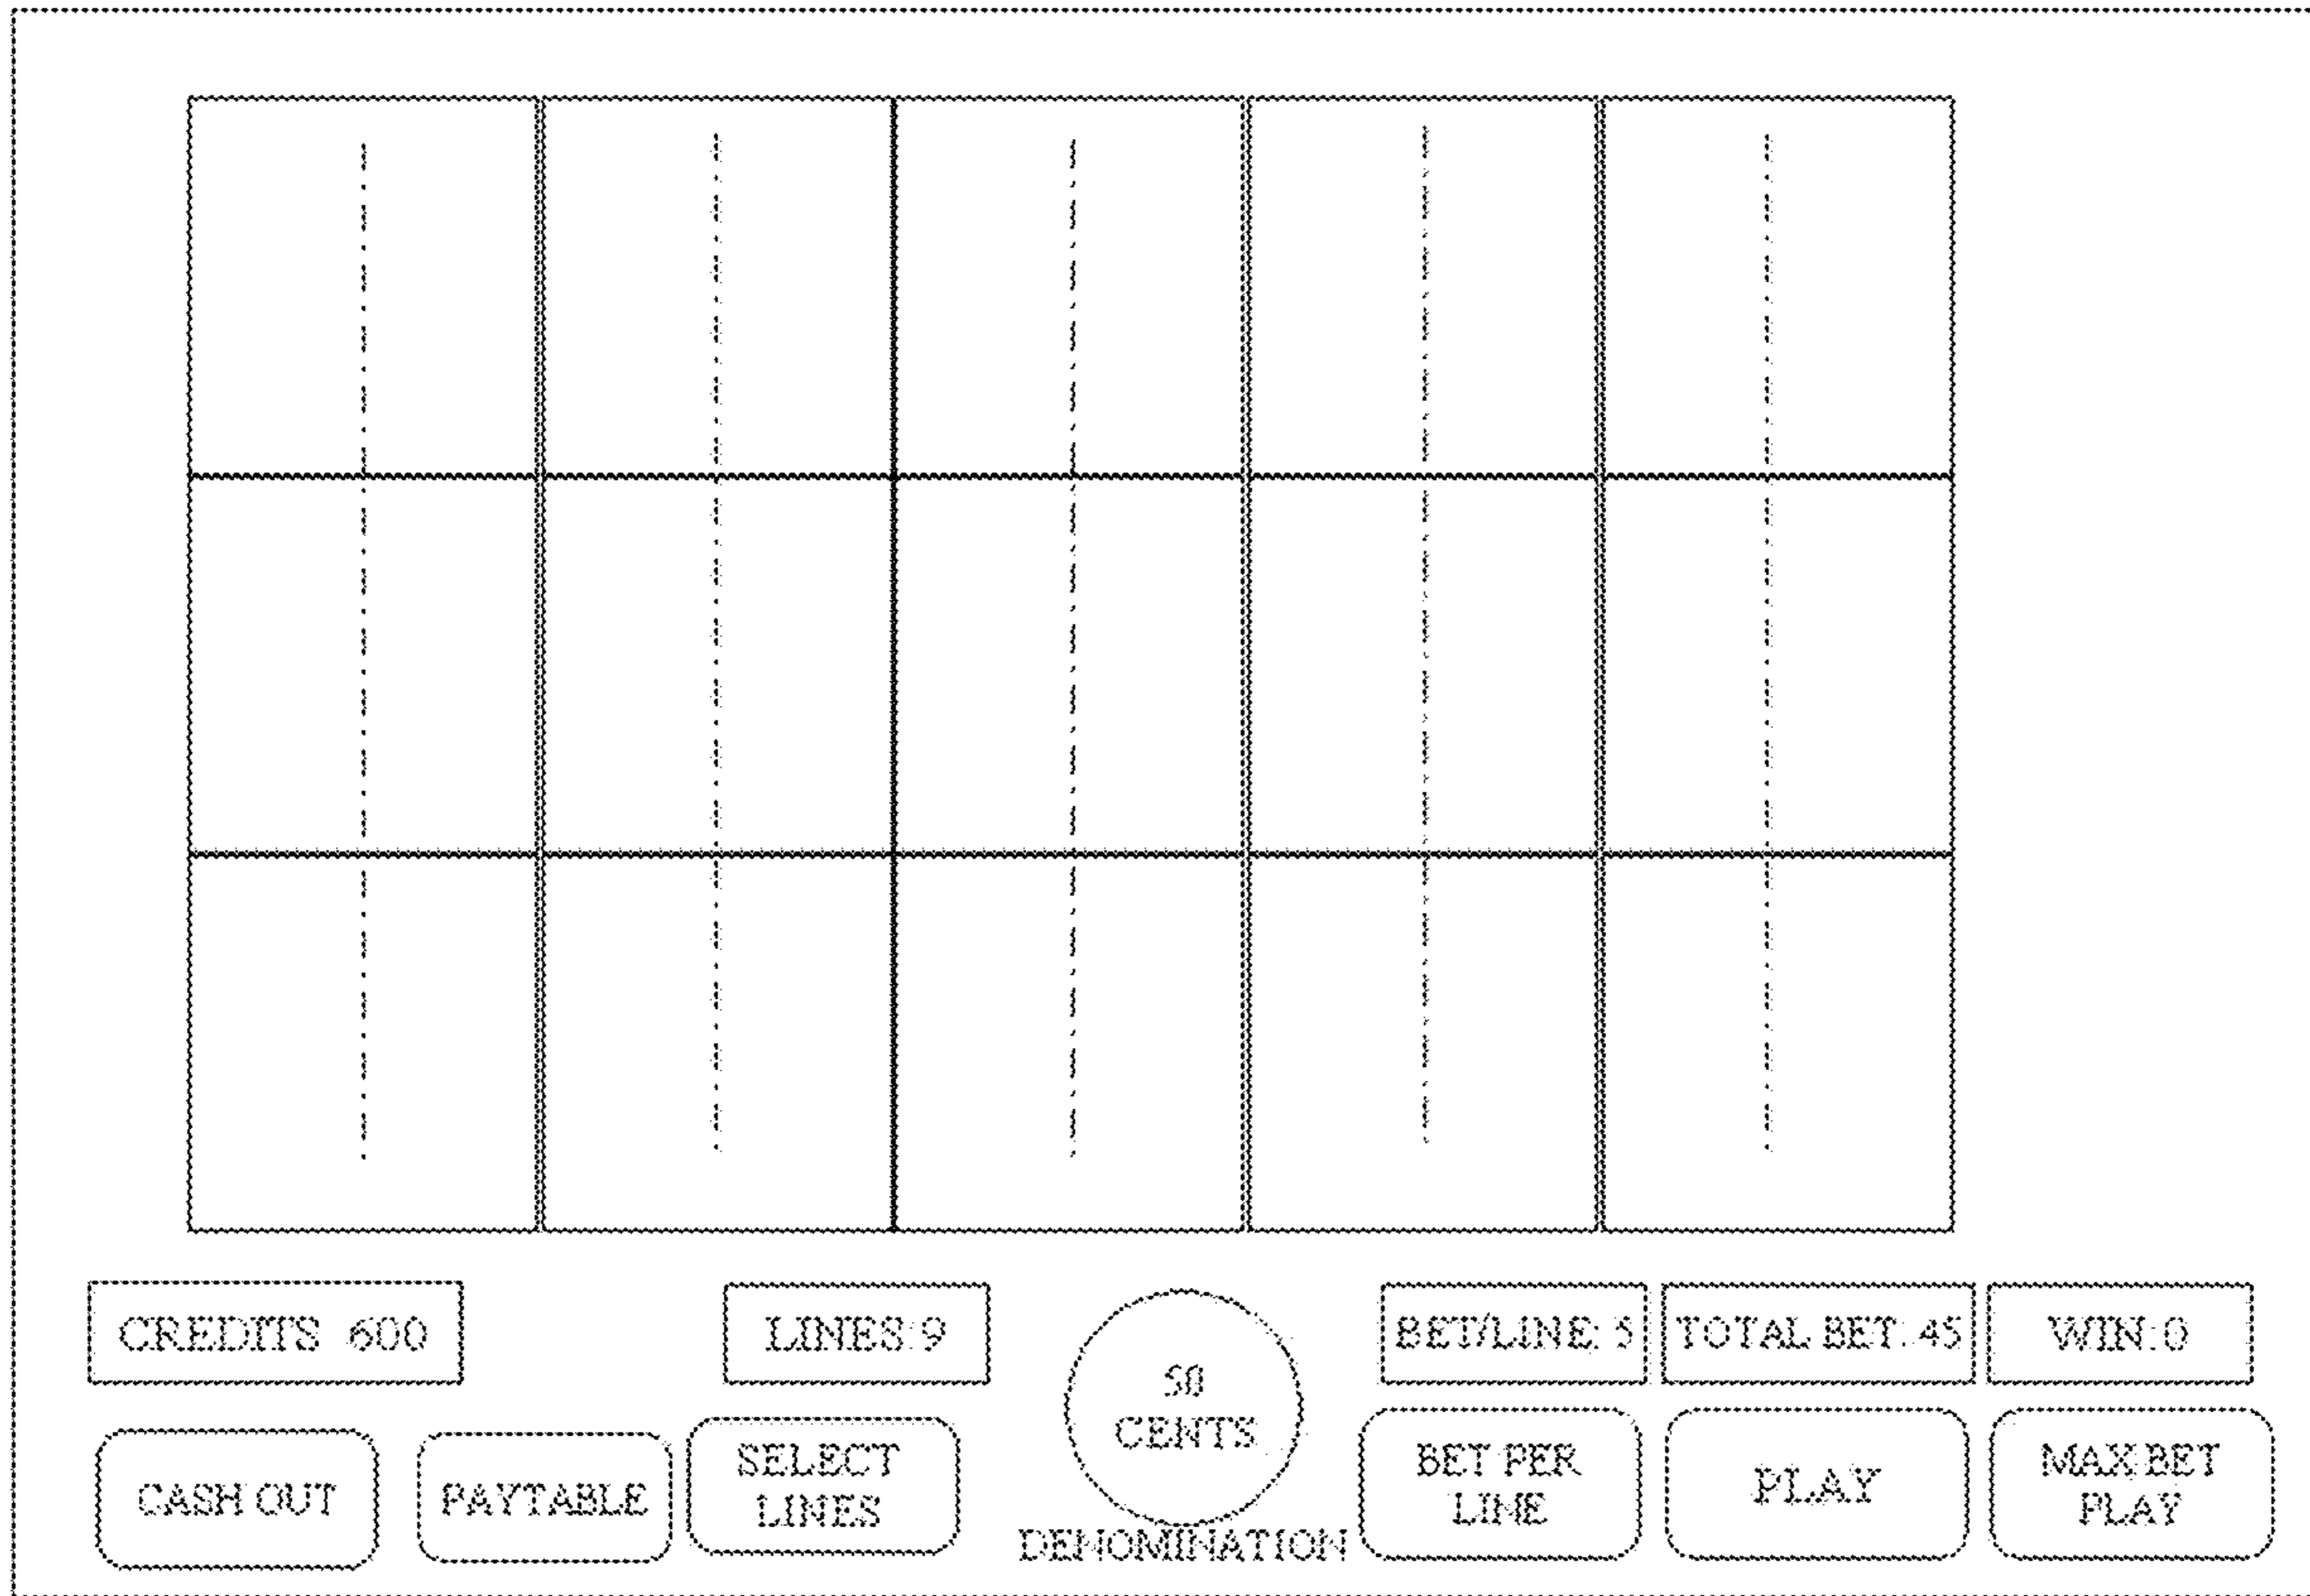 CREDITS 600
LINES: 9
BET/LINE: 5
TOTAL BET: 45
WIN: 0
50
CENTS
DENOMINATION
CASH OUT
PAYTABLE
SELECT
LINES
BET PER
LINE
PLAY
MAX BET
PLAY